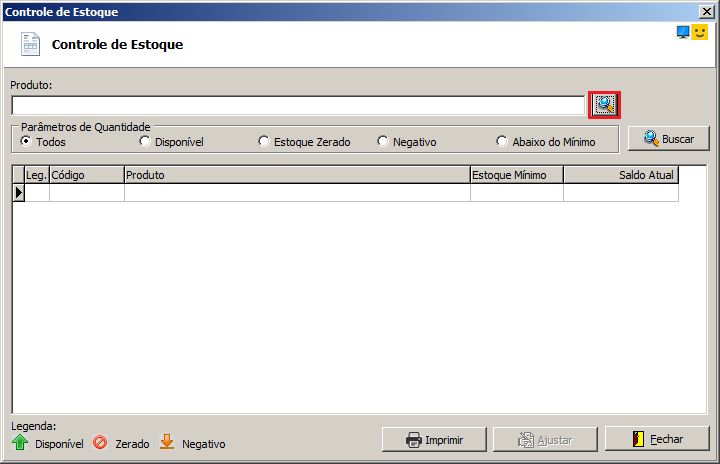 Controle de Estoque
Controle de Estoque
Produto:
Parâmetros de Quantidade
Todos Disponível Estoque Zerado Negativo Abaixo do Mínimo
Buscar
Leg. Código Produto Estoque Mínimo Saldo Atual
Legenda:
Disponível Zerado Negativo
Imprimir Ajustar Fechar